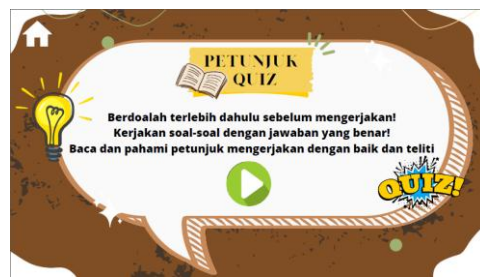 PETUNJUK
QUIZ
Berdoalah terlebih dahulu sebelum mengerjakan!
Kerjakan soal-soal dengan jawaban yang benar!
Baca dan pahami petunjuk mengerjakan dengan baik dan teliti
QUIZ!